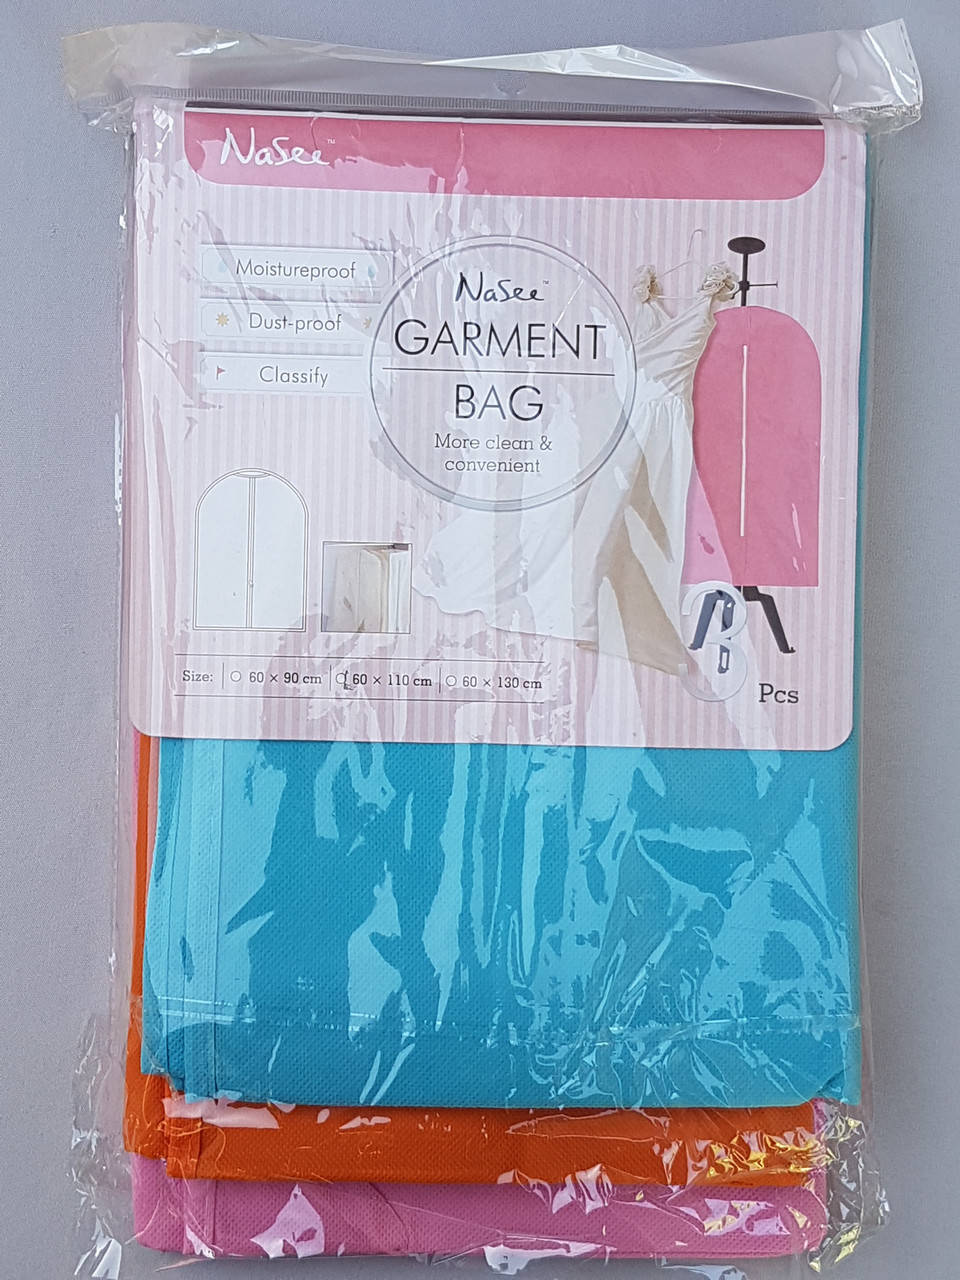 NaSee™
Moistureproof
Dust-proof
Classify
NaSee™
GARMENT
BAG
More clean &
convenient
Size: 60 × 90 cm 60 × 110 cm 60 × 130 cm
3
Pcs